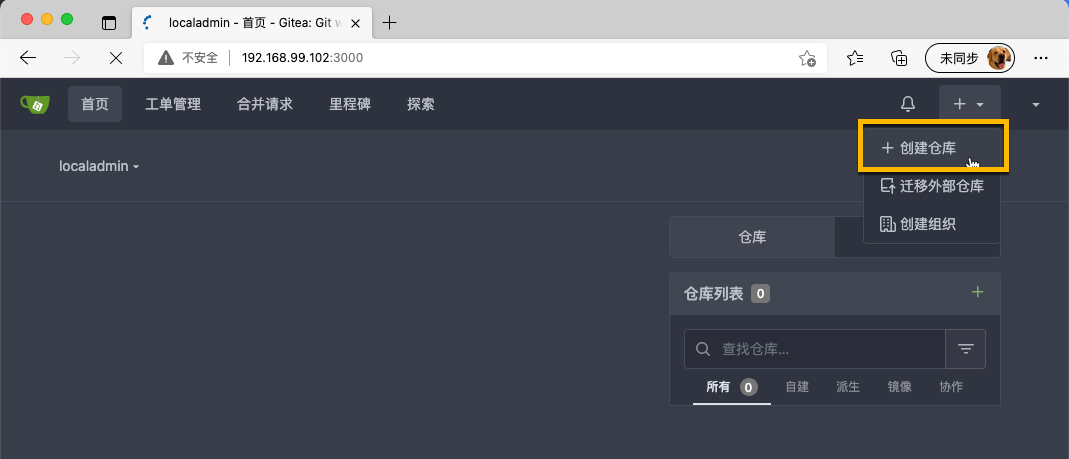 localadmin - 首页 - Gitea: Git
不安全 192.168.99.102:3000
未同步
首页 工单管理 合并请求 里程碑 探索
创建仓库
localadmin
迁移外部仓库
创建组织
仓库
仓库列表 0
查找仓库...
所有 0 自建 派生 镜像 协作